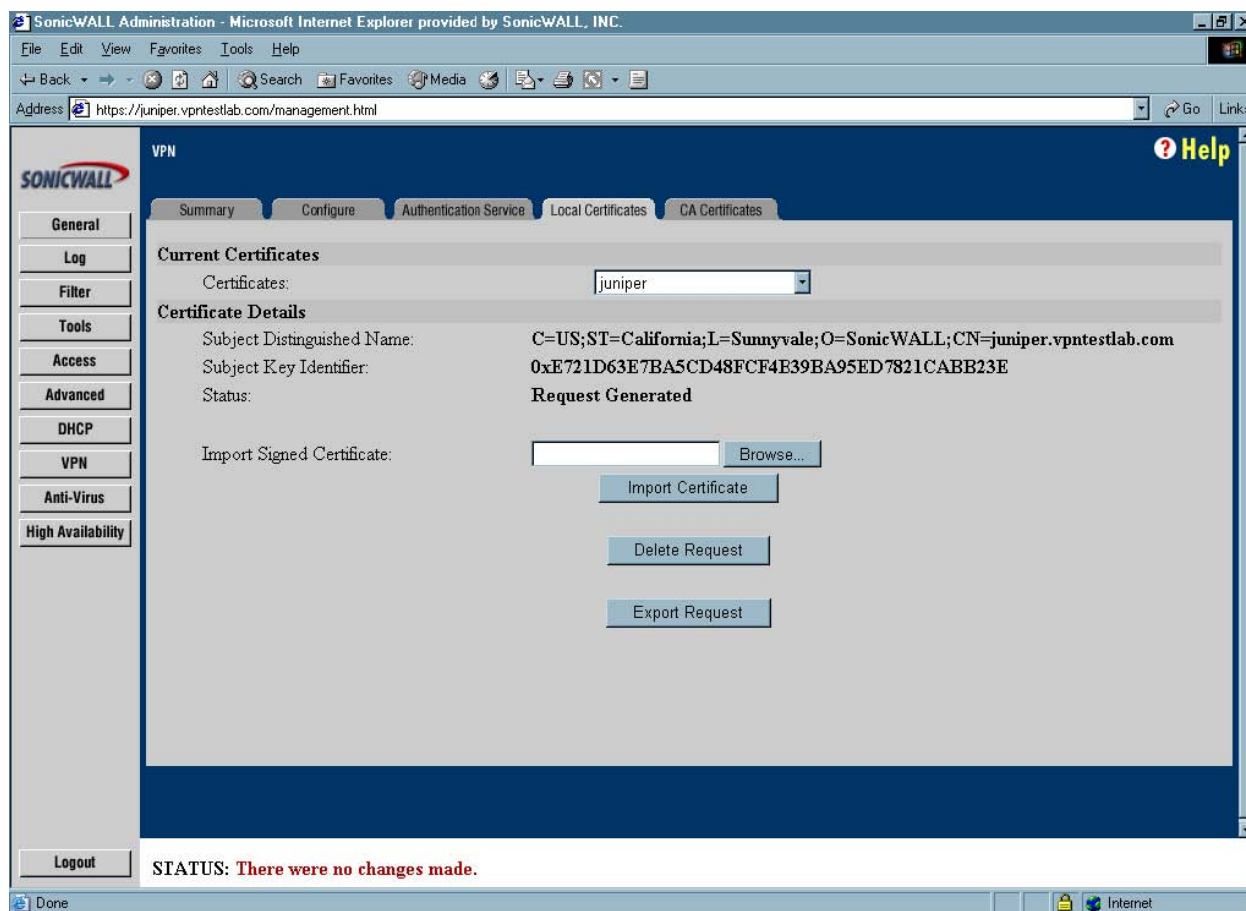 SonicWALL Administration - Microsoft Internet Explorer provided by SonicWALL, INC.
File Edit View Favorites Tools Help
Back Search Favorites Media
Address https://juniper.vpntestlab.com/management.html Go Links
SONICWALL
VPN
Help
Summary Configure Authentication Service Local Certificates CA Certificates
General
Log
Filter
Tools
Access
Advanced
DHCP
VPN
Anti-Virus
High Availability
Current Certificates
Certificates: juniper
Certificate Details
Subject Distinguished Name: C=US;ST=California;L=Sunnyvale;O=SonicWALL;CN=juniper.vpntestlab.com
Subject Key Identifier: 0xE721D63E7BA5CD48FCF4B39BA95ED7821CABB23E
Status: Request Generated
Import Signed Certificate: Browse...
Import Certificate
Delete Request
Export Request
Logout
STATUS: There were no changes made.
Done Internet